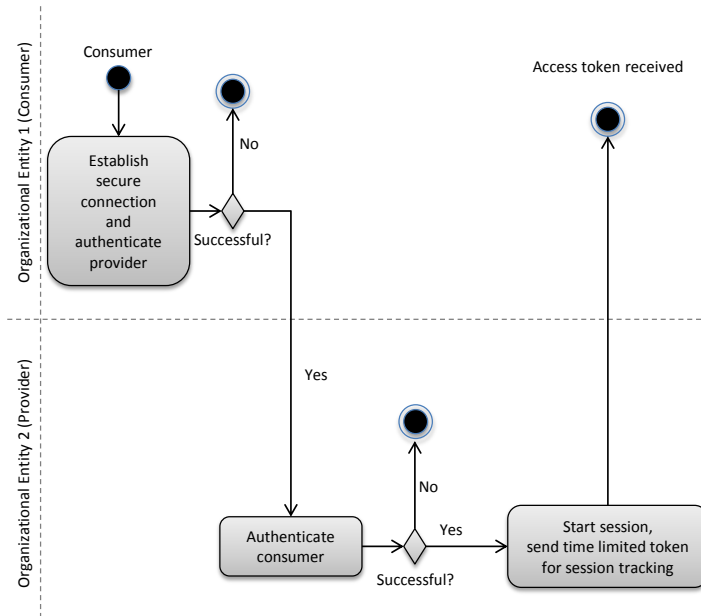 Organizational Entity 1 (Consumer)
Consumer
Access token received
No
Establish
secure
connection
and
authenticate
provider
Successful?
Organizational Entity 2 (Provider)
Yes
No
Authenticate
consumer
Yes
Successful?
Start session,
send time limited token
for session tracking